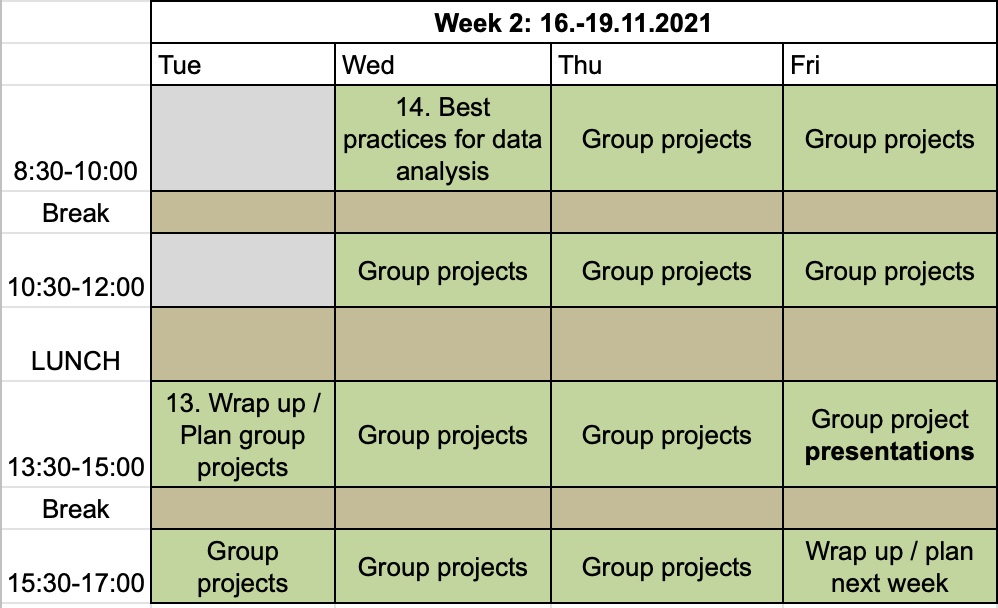 Week 2: 16.-19.11.2021
Tue Wed Thu Fri
8:30-10:00
14. Best
practices for data
analysis
Group projects
Group projects
Break
10:30-12:00
Group projects
Group projects
Group projects
LUNCH
13:30-15:00
13. Wrap up /
Plan group
projects
Group projects
Group projects
Group project
presentations
Break
15:30-17:00
Group
projects
Group projects
Group projects
Wrap up / plan
next week